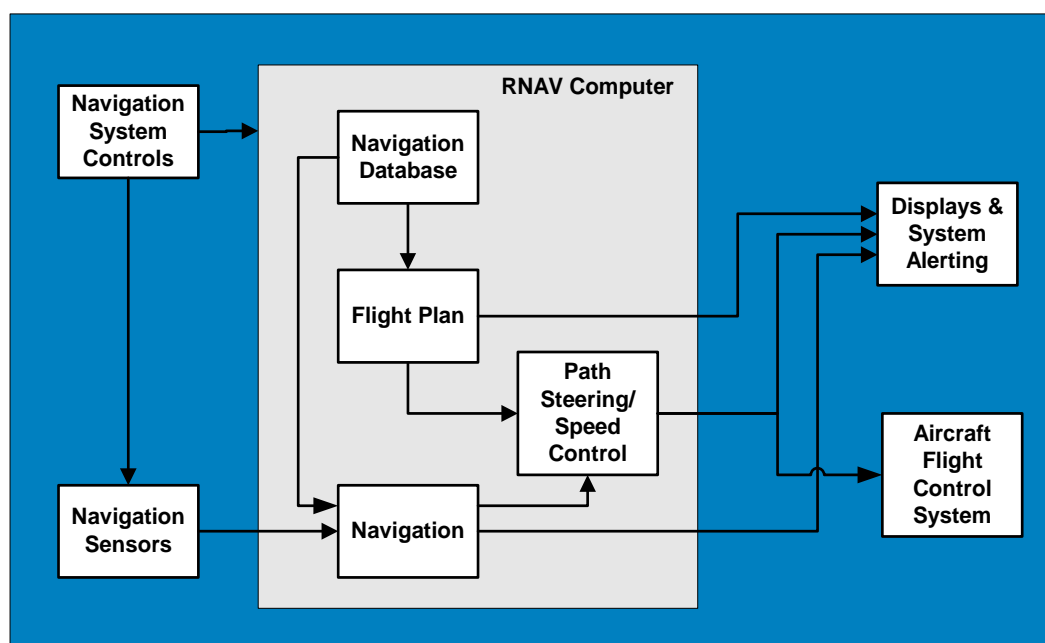 RNAV Computer
Navigation
System
Controls
Navigation
Database
Displays &
System
Alerting
Flight Plan
Path
Steering/
Speed
Control
Aircraft
Flight
Control
System
Navigation
Sensors
Navigation